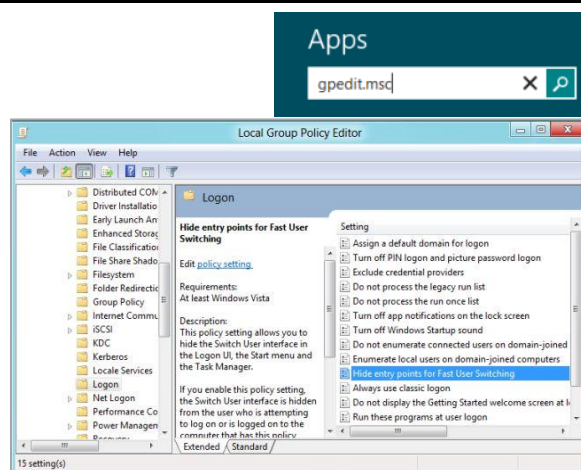 Apps
gpedit.msc
Local Group Policy Editor
File Action View Help
Distributed COM
Driver Installatio
Early Launch An
Enhanced Storag
File Classification
File Share Shado
Filesystem
Folder Redirectic
Group Policy
Internet Commu
iSCSI
KDC
Kerberos
Locale Services
Logon
Net Logon
Performance Co
Power Managem
Recovery
Logon
Hide entry points for Fast User
Switching
Edit policy setting
Requirements:
At least Windows Vista
Description:
This policy setting allows you to
hide the Switch User interface in
the Logon UI, the Start menu and
the Task Manager.
If you enable this policy setting,
the Switch User interface is hidden
from the user who is attempting
to log on or is logged on to the
computer that has this policy
Setting
Assign a default domain for logon
Turn off PIN logon and picture password logon
Exclude credential providers
Do not process the legacy run list
Do not process the run once list
Turn off app notifications on the lock screen
Turn off Windows Startup sound
Do not enumerate connected users on domain-joined
Enumerate local users on domain-joined computers
Hide entry points for Fast User Switching
Always use classic logon
Do not display the Getting Started welcome screen at l
Run these programs at user logon
Extended Standard
15 setting(s)